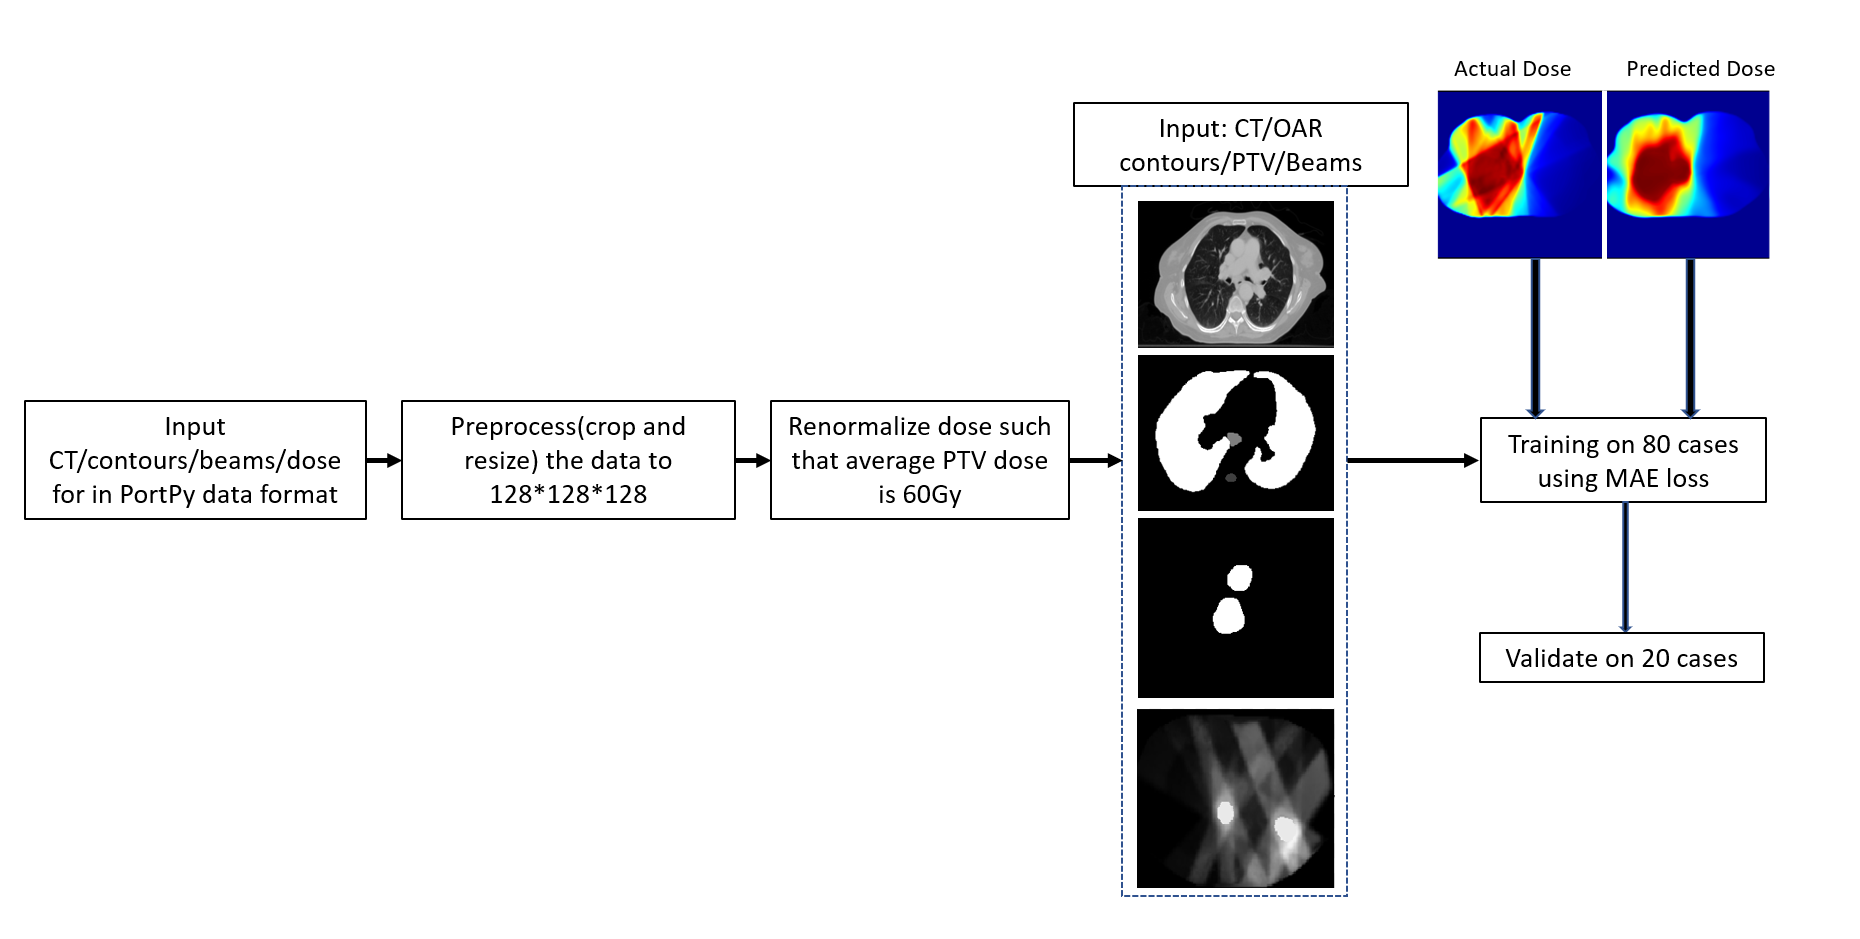 Input
CT/contours/beams/dose
for in PortPy data format
Preprocess(crop and
resize) the data to
128*128*128
Renormalize dose such
that average PTV dose
is 60Gy
Input: CT/OAR
contours/PTV/Beams
Actual Dose
Predicted Dose
Training on 80 cases
using MAE loss
Validate on 20 cases